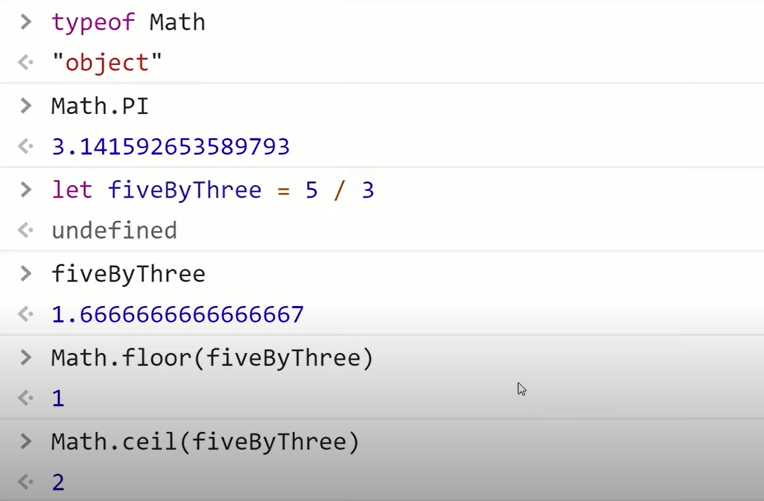 typeof Math
"object"
Math.PI
3.141592653589793
let fiveByThree = 5 / 3
undefined
fiveByThree
1.6666666666666667
Math.floor(fiveByThree)
1
Math.ceil(fiveByThree)
2